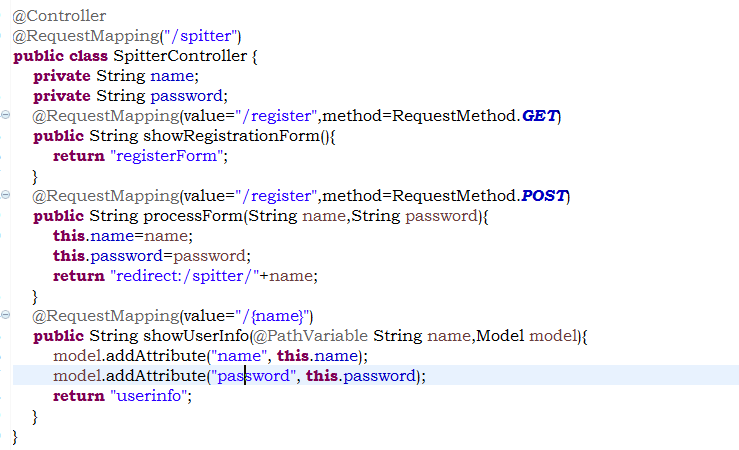 @Controller
@RequestMapping("/spitter")
public class SpitterController {
private String name;
private String password;
@RequestMapping(value="/register",method=RequestMethod.GET)
public String showRegistrationForm(){
return "registerForm";
}
@RequestMapping(value="/register",method=RequestMethod.POST)
public String processForm(String name,String password){
this.name=name;
this.password=password;
return "redirect:/spitter/"+name;
}
@RequestMapping(value="/{name}")
public String showUserInfo(@PathVariable String name,Model model){
model.addAttribute("name", this.name);
model.addAttribute("password", this.password);
return "userinfo";
}
}